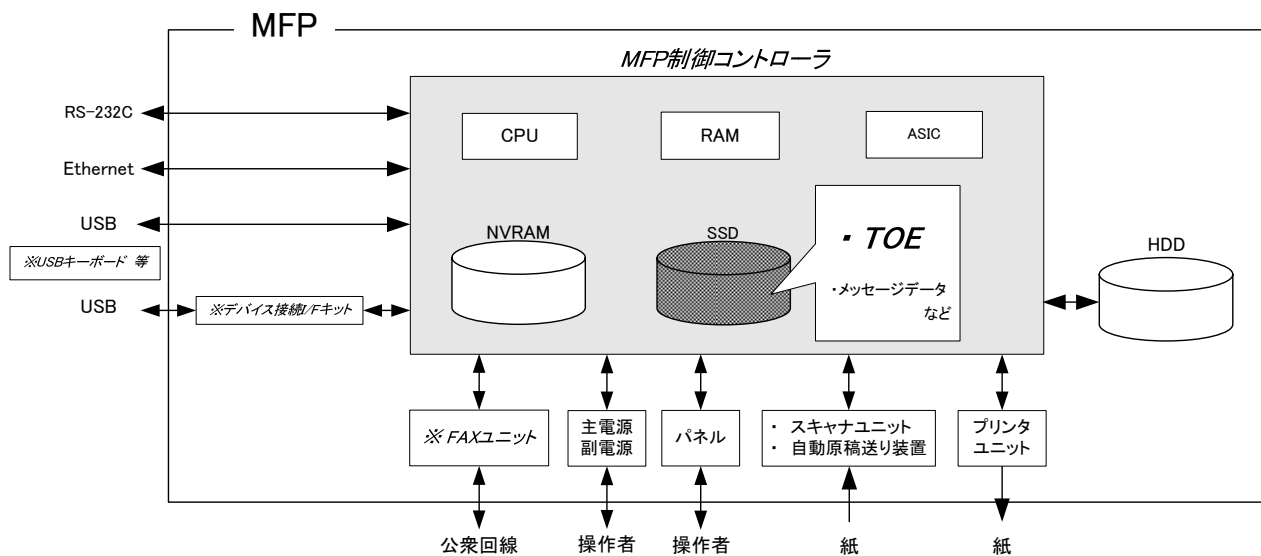 MFP
MFP制御コントローラ
RS-232C
CPU
RAM
ASIC
Ethernet
USB
NVRAM
SSD
・ TOE
・メッセージデータ
など
HDD
※USBキーボード 等
USB
※デバイス接続I/Fキット
※ FAXユニット
主電源
副電源
パネル
・ スキャナユニット
・ 自動原稿送り装置
プリンタ
ユニット
公衆回線
操作者
操作者
紙
紙